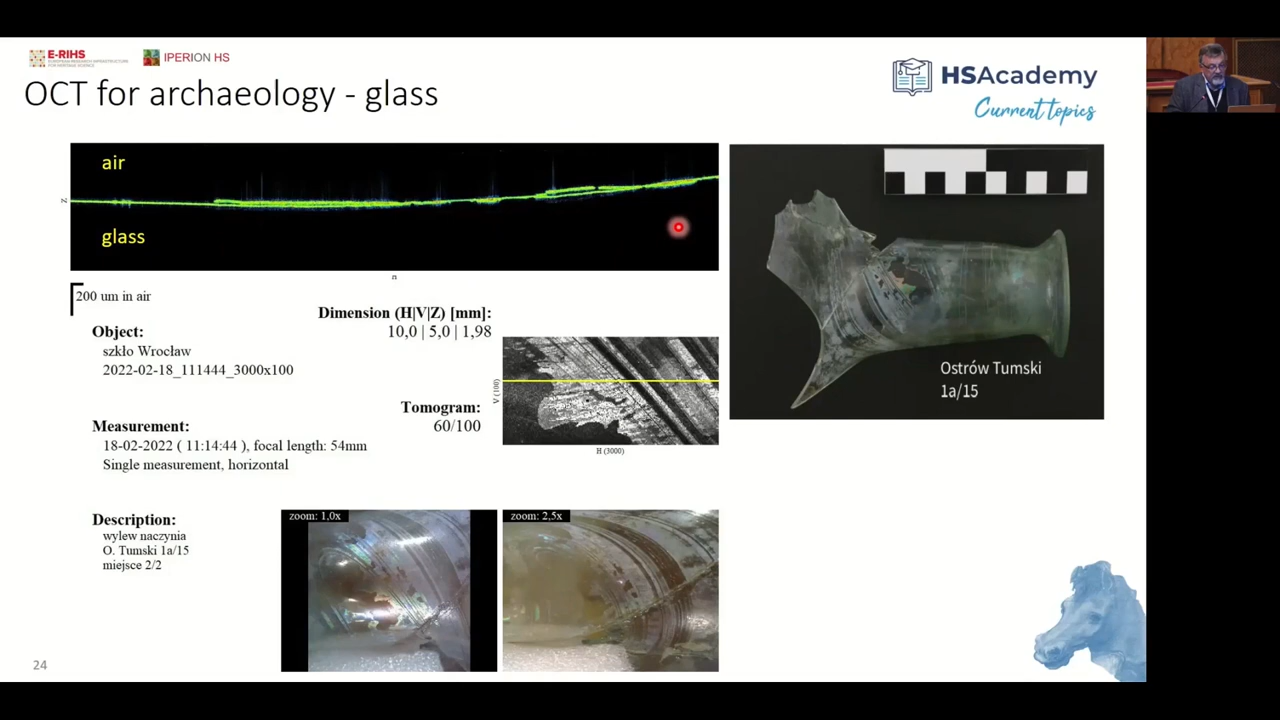 E-RIHS
IPERION HS
OCT for archaeology - glass
HSAcademy
Current topics
air
glass
Z
n
200 um in air
Dimension (H|V|Z) [mm]:
10,0 | 5,0 | 1,98
Object:
szkło Wrocław
2022-02-18_111444_3000x100
Tomogram:
60/100
Measurement:
18-02-2022 ( 11:14:44 ), focal length: 54mm
Single measurement, horizontal
V (100)
H (3000)
Ostrów Tumski
1a/15
Description:
wylew naczynia
O. Tumski 1a/15
miejsce 2/2
zoom: 1,0x
zoom: 2,5x
24